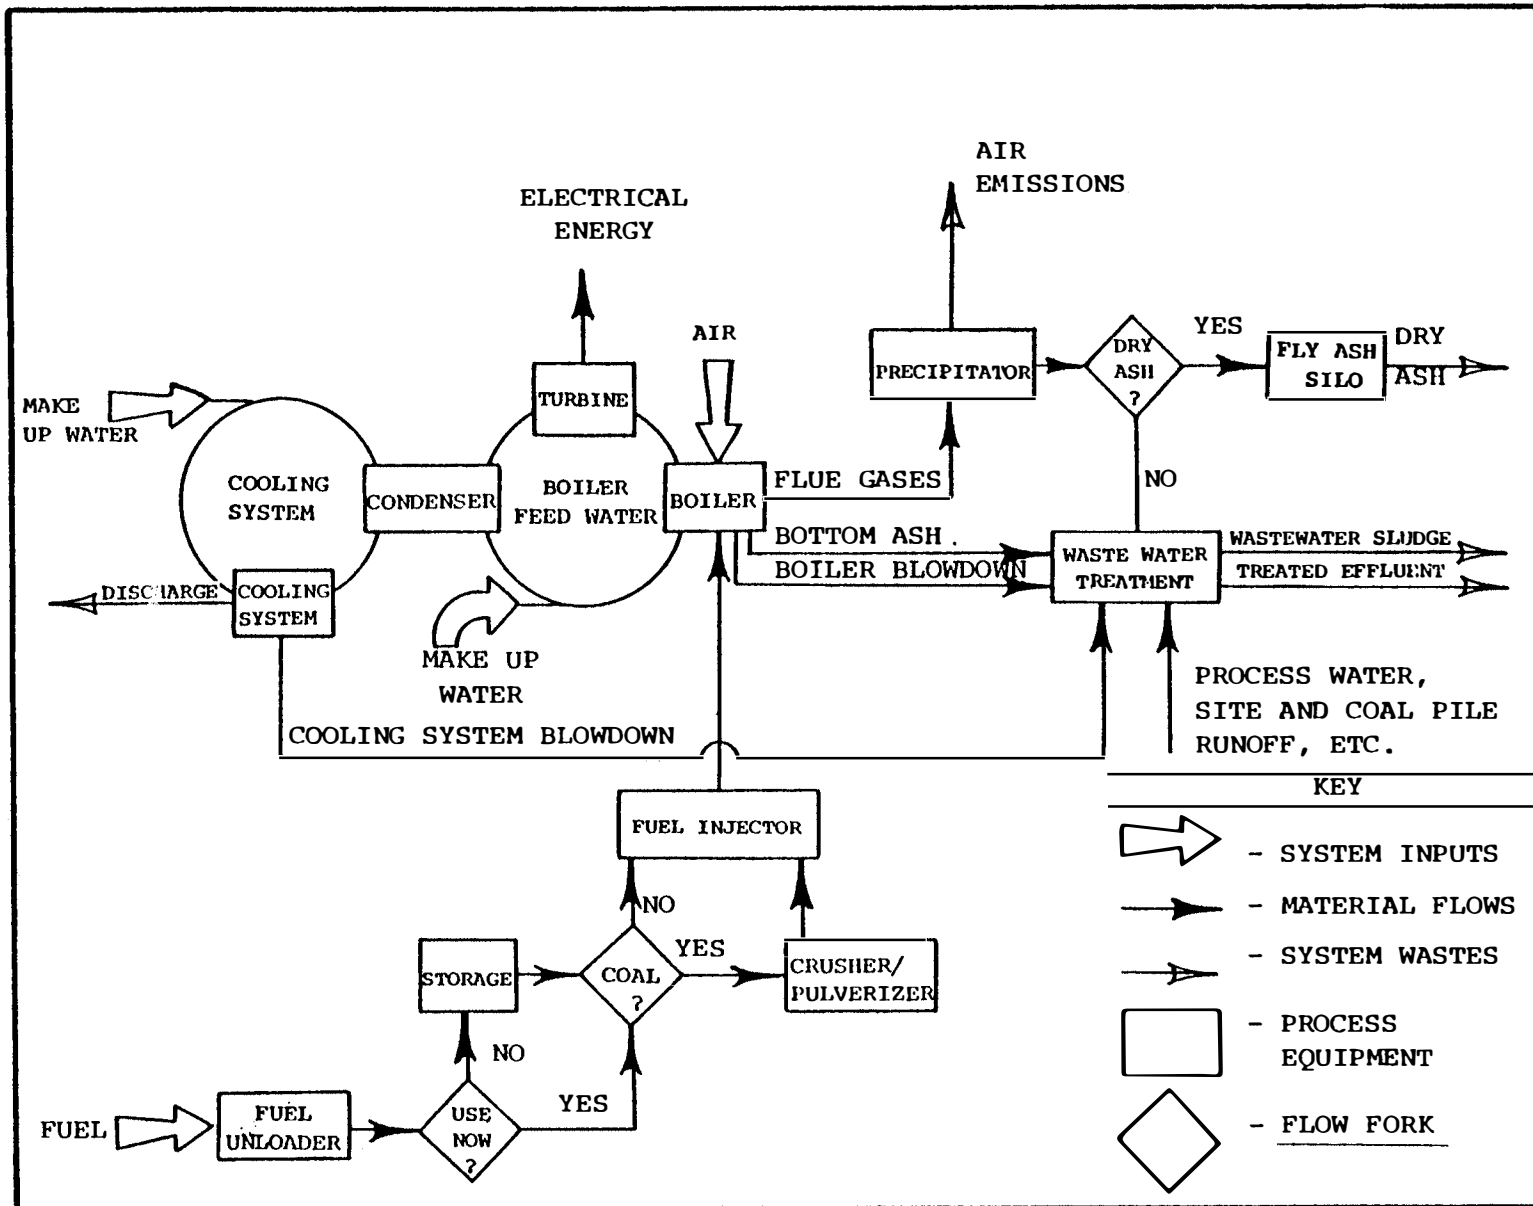 AIR
EMISSIONS
ELECTRICAL
ENERGY
AIR
YES
DRY
ASH
?
FLY ASH
SILO
DRY
ASH
PRECIPITATOR
TURBINE
MAKE
UP WATER
COOLING
SYSTEM
CONDENSER
BOILER
FEED WATER
BOILER
FLUE GASES
NO
BOTTOM ASH.
BOILER BLOWDOWN
WASTE WATER
TREATMENT
WASTEWATER SLUDGE
TREATED EFFLUENT
DISCHARGE
COOLING
SYSTEM
MAKE UP
WATER
COOLING SYSTEM BLOWDOWN
PROCESS WATER,
SITE AND COAL PILE
RUNOFF, ETC.
FUEL INJECTOR
NO
YES
STORAGE
COAL
?
CRUSHER/
PULVERIZER
NO
YES
FUEL
FUEL
UNLOADER
USE
NOW
?
KEY
- SYSTEM INPUTS
- MATERIAL FLOWS
- SYSTEM WASTES
- PROCESS
EQUIPMENT
- FLOW FORK